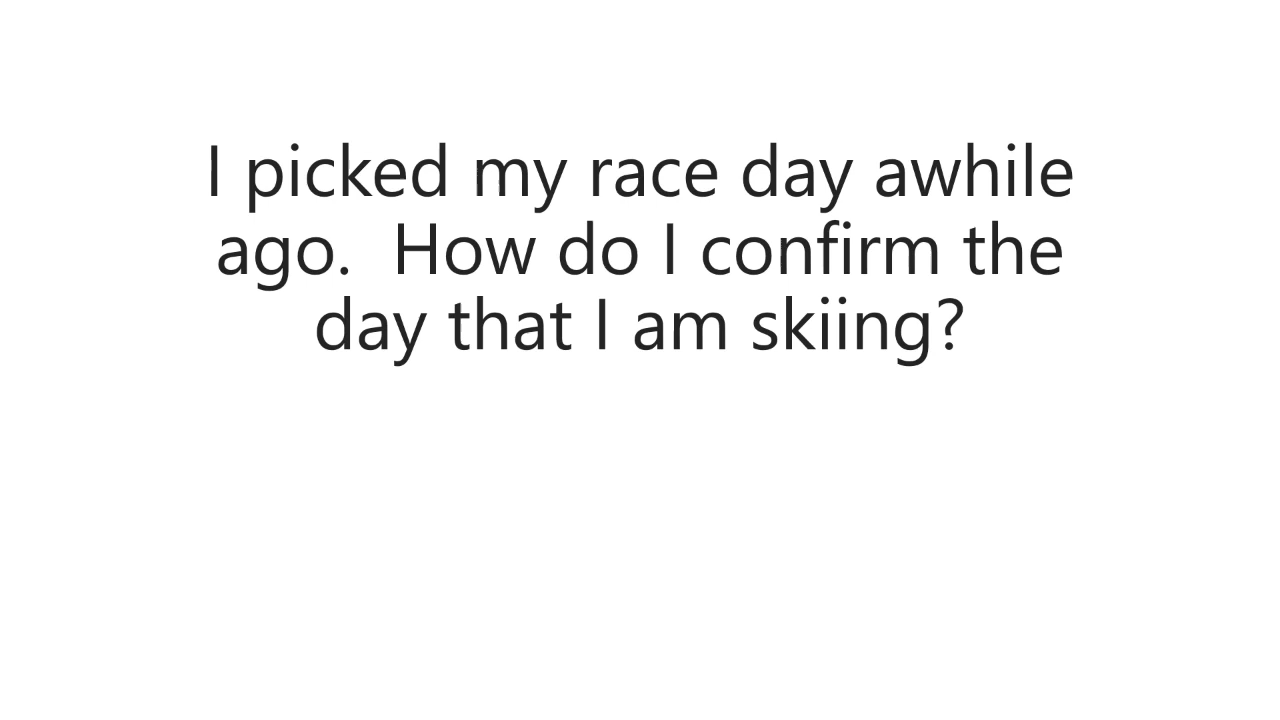 I picked my race day awhile
ago.  How do I confirm the
day that I am skiing?